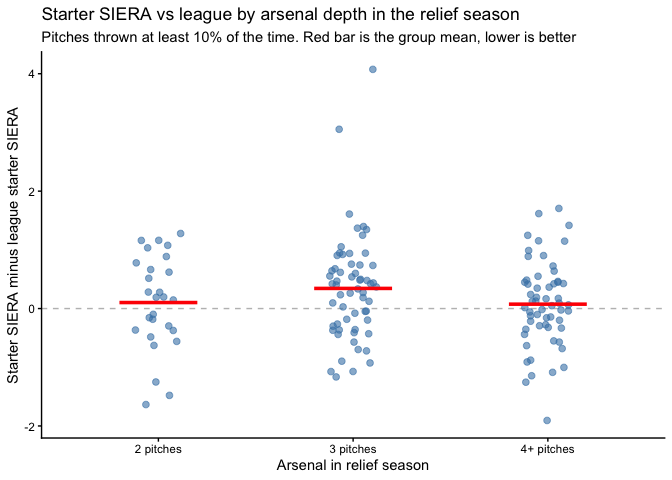 Starter SIERA vs league by arsenal depth in the relief season
Pitches thrown at least 10% of the time. Red bar is the group mean, lower is better
Starter SIERA minus league starter SIERA
4
2
0
-2
2 pitches
3 pitches
4+ pitches
Arsenal in relief season